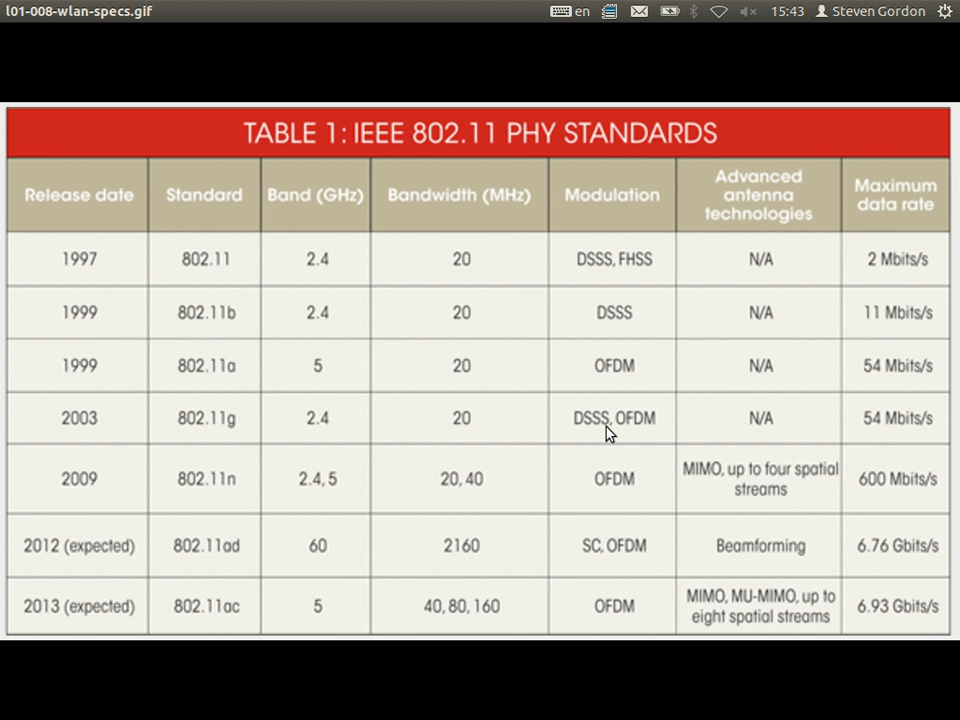 l01-008-wlan-specs.gif en 15:43 Steven Gordon
TABLE 1: IEEE 802.11 PHY STANDARDS
Release date Standard Band (GHz) Bandwidth (MHz) Modulation Advanced antenna technologies Maximum data rate
1997 802.11 2.4 20 DSSS, FHSS N/A 2 Mbits/s
1999 802.11b 2.4 20 DSSS N/A 11 Mbits/s
1999 802.11a 5 20 OFDM N/A 54 Mbits/s
2003 802.11g 2.4 20 DSSS, OFDM N/A 54 Mbits/s
2009 802.11n 2.4, 5 20, 40 OFDM MIMO, up to four spatial streams 600 Mbits/s
2012 (expected) 802.11ad 60 2160 SC, OFDM Beamforming 6.76 Gbits/s
2013 (expected) 802.11ac 5 40, 80, 160 OFDM MIMO, MU-MIMO, up to eight spatial streams 6.93 Gbits/s